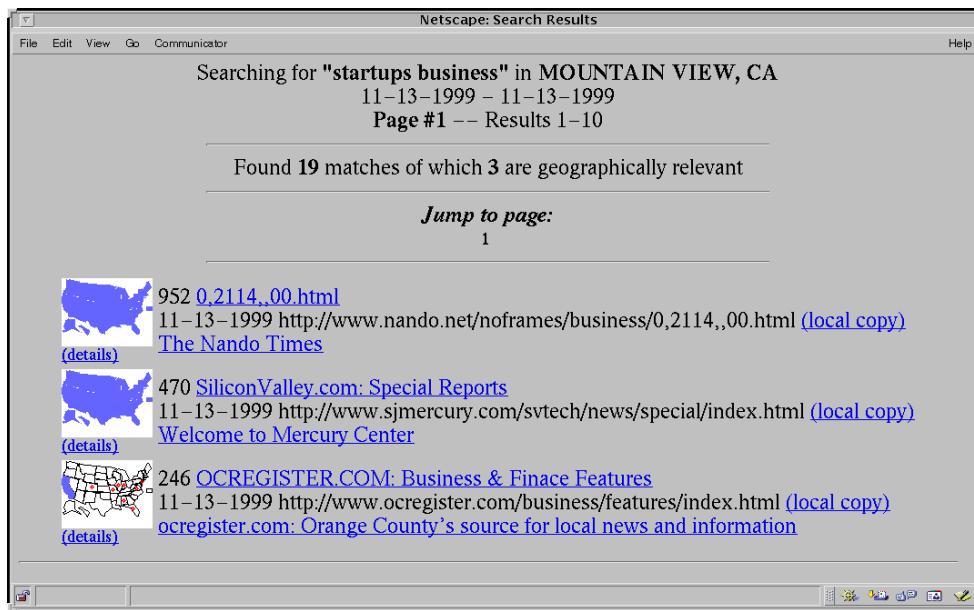 Netscape: Search Results
File Edit View Go Communicator Help
Searching for "startups business" in MOUNTAIN VIEW, CA
11-13-1999 - 11-13-1999
Page #1 -- Results 1-10
Found 19 matches of which 3 are geographically relevant
Jump to page:
1
952 0,2114,,00.html
11-13-1999 http://www.nando.net/noframes/business/0,2114,,00.html (local copy)
The Nando Times
(details)
470 SiliconValley.com: Special Reports
11-13-1999 http://www.sjmercury.com/svtech/news/special/index.html (local copy)
Welcome to Mercury Center
(details)
246 OCREGISTER.COM: Business & Finace Features
11-13-1999 http://www.ocregister.com/business/features/index.html (local copy)
ocregister.com: Orange County's source for local news and information
(details)